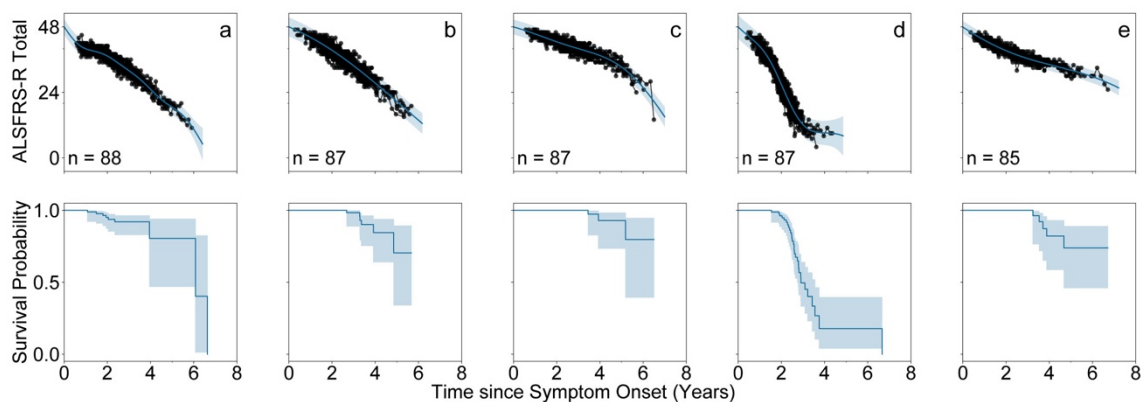 ALSFRS-R Total
48
24
0
a
n = 88
b
n = 87
c
n = 87
d
n = 87
e
n = 85
Survival Probability
1.0
0.5
0.0
0 2 4 6 8
0 2 4 6 8
0 2 4 6 8
0 2 4 6 8
0 2 4 6 8
Time since Symptom Onset (Years)